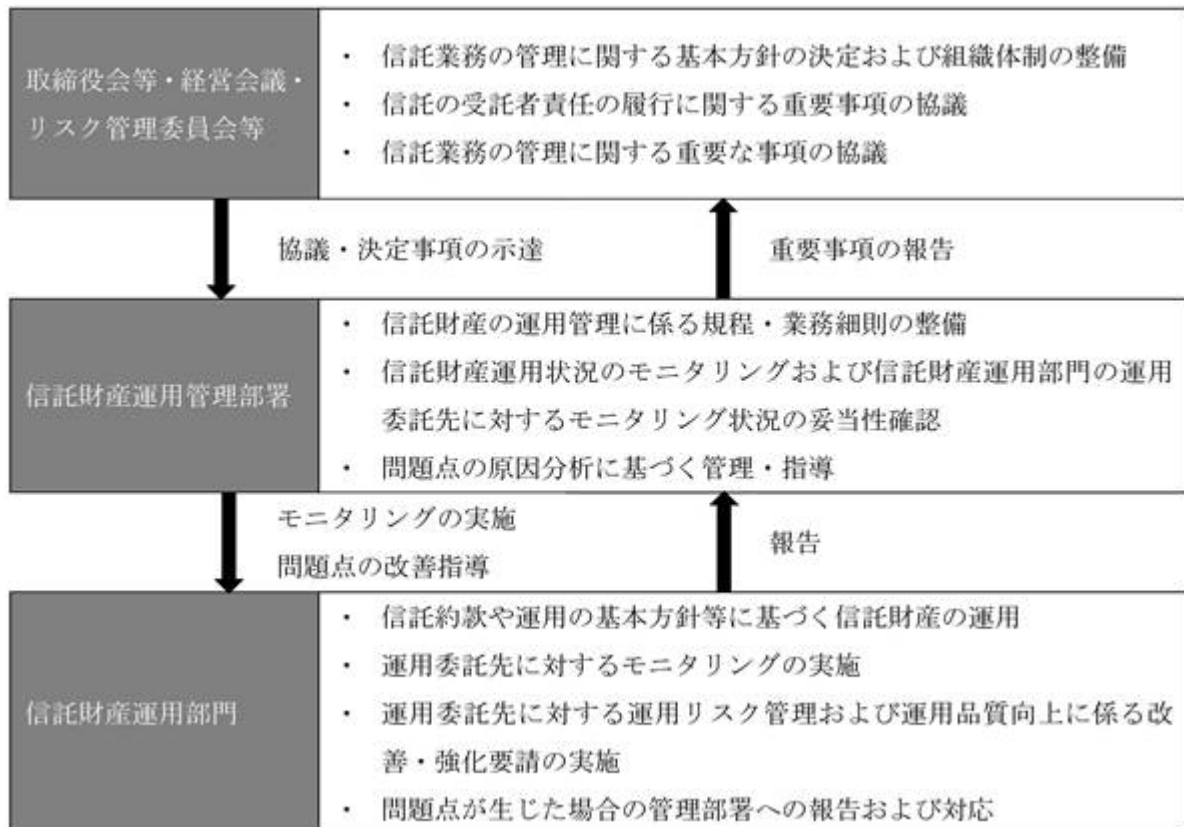 取締役会等・経営会議・
リスク管理委員会等
・ 信託業務の管理に関する基本方針の決定および組織体制の整備
・ 信託の受託者責任の履行に関する重要事項の協議
・ 信託業務の管理に関する重要な事項の協議
協議・決定事項の示達
重要事項の報告
信託財産運用管理部署
・ 信託財産の運用管理に係る規程・業務細則の整備
・ 信託財産運用状況のモニタリングおよび信託財産運用部門の運用
委託先に対するモニタリング状況の妥当性確認
・ 問題点の原因分析に基づく管理・指導
モニタリングの実施
問題点の改善指導
報告
信託財産運用部門
・ 信託約款や運用の基本方針等に基づく信託財産の運用
・ 運用委託先に対するモニタリングの実施
・ 運用委託先に対する運用リスク管理および運用品質向上に係る改
善・強化要請の実施
・ 問題点が生じた場合の管理部署への報告および対応